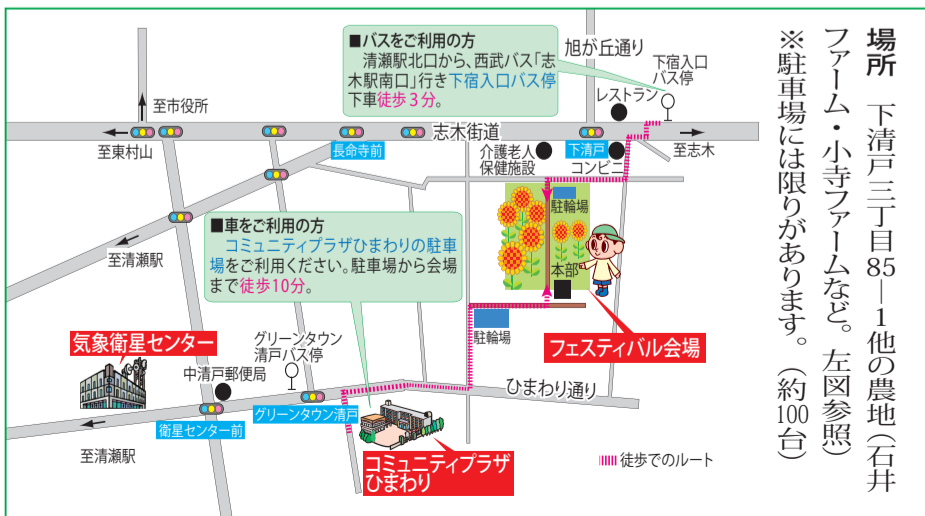 場所　下清戸三丁目85―1他の農地（石井
ファーム・小寺ファームなど。左図参照）
※駐車場には限りがあります。（約100台）
■バスをご利用の方
清瀬駅北口から、西武バス「志
木駅南口」行き下宿入口バス停
下車徒歩３分。
旭が丘通り
下宿入口
バス停
レストラン
至市役所
志木街道
至東村山
長命寺前
介護老人
保健施設
下清戸
コンビニ
至志木
駐輪場
■車をご利用の方
コミュニティプラザひまわりの駐車
場をご利用ください。駐車場から会場
まで徒歩10分。
至清瀬駅
本部
駐輪場
フェスティバル会場
気象衛星センター
グリーンタウン
清戸バス停
中清戸郵便局
ひまわり通り
衛星センター前
グリーンタウン清戸
至清瀬駅
コミュニティプラザ
ひまわり
徒歩でのルート